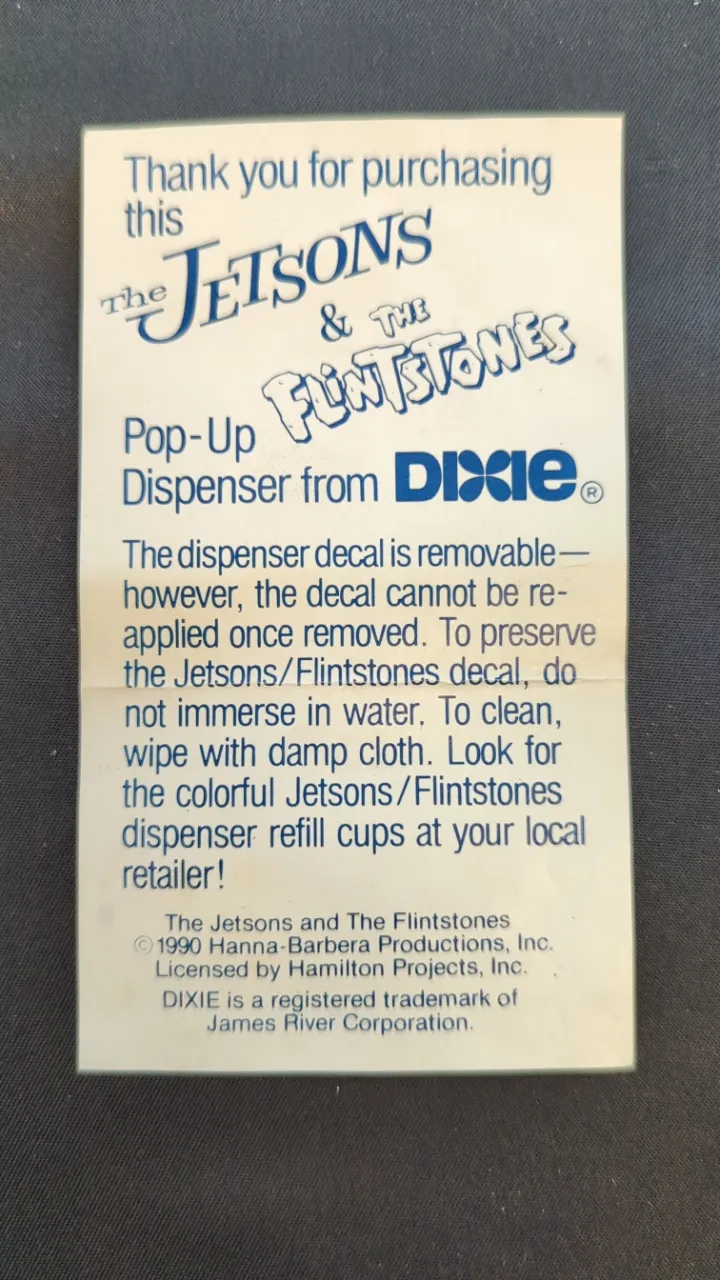 Thank you for purchasing
this
The JETSONS
& THE
FLINTSTONES
Pop-Up
Dispenser from DIXIE®
The dispenser decal is removable—
however, the decal cannot be re-
applied once removed. To preserve
the Jetsons/Flintstones decal, do
not immerse in water. To clean,
wipe with damp cloth. Look for
the colorful Jetsons/Flintstones
dispenser refill cups at your local
retailer!
The Jetsons and The Flintstones
©1990 Hanna-Barbera Productions, Inc.
Licensed by Hamilton Projects, Inc.
DIXIE is a registered trademark of
James River Corporation.